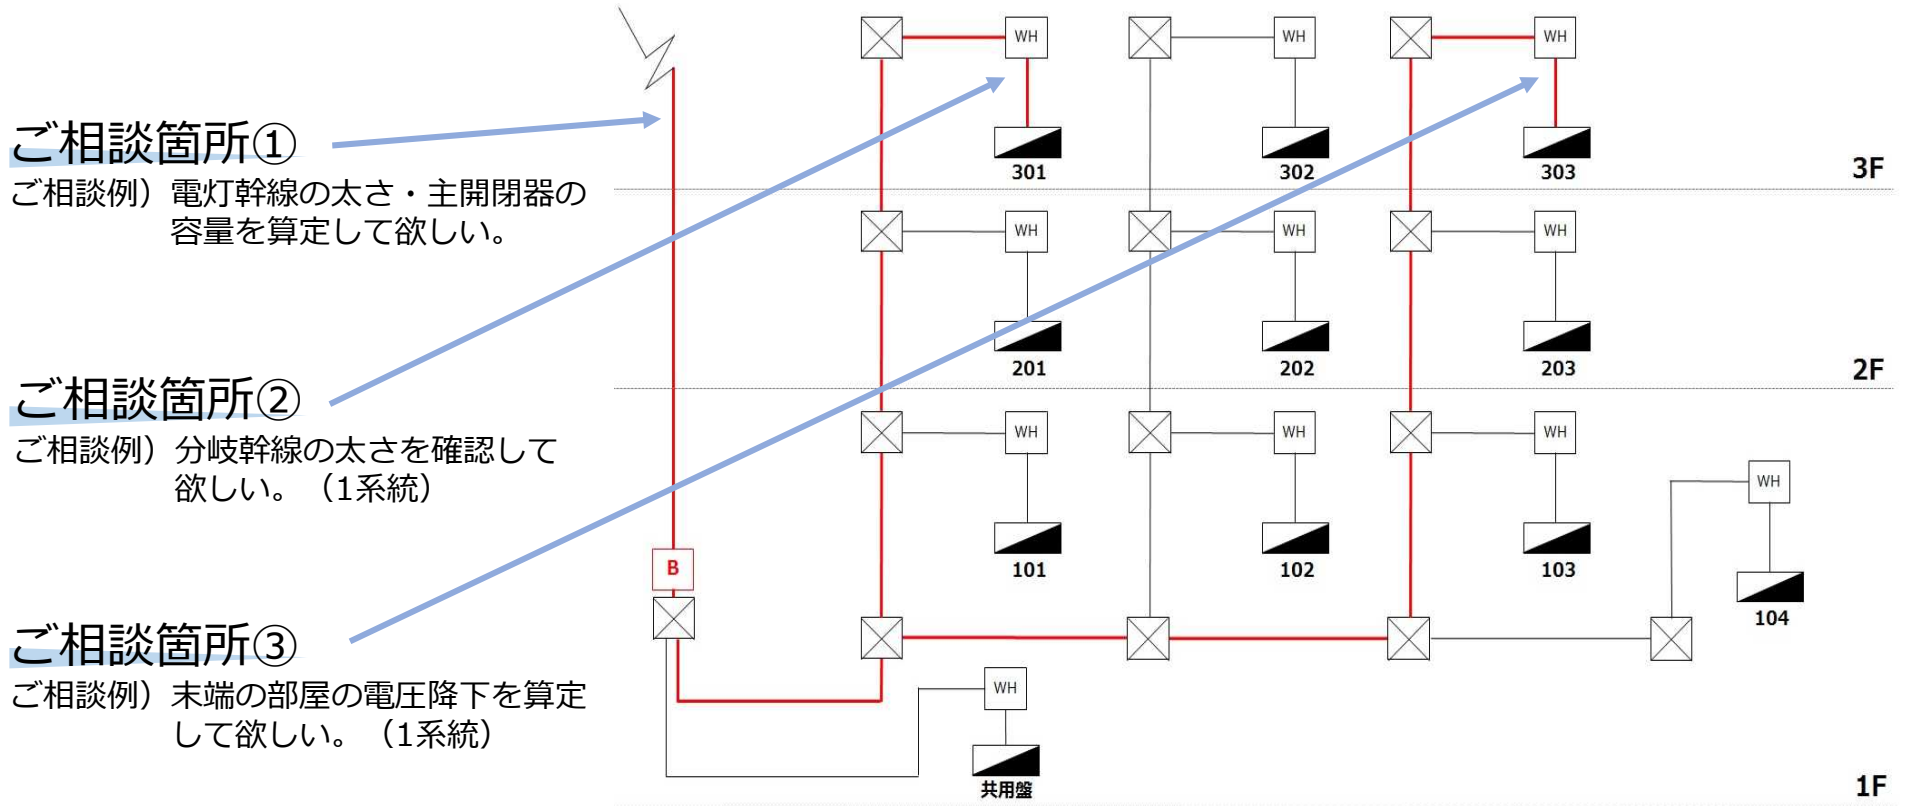 ご相談箇所①
ご相談例）電灯幹線の太さ・主開閉器の
容量を算定して欲しい。
ご相談箇所②
ご相談例）分岐幹線の太さを確認して
欲しい。（1系統）
ご相談箇所③
ご相談例）末端の部屋の電圧降下を算定
して欲しい。（1系統）
WH
WH
WH
301
302
303
3F
WH
WH
WH
201
202
203
2F
WH
WH
WH
WH
101
102
103
104
B
WH
共用盤
1F